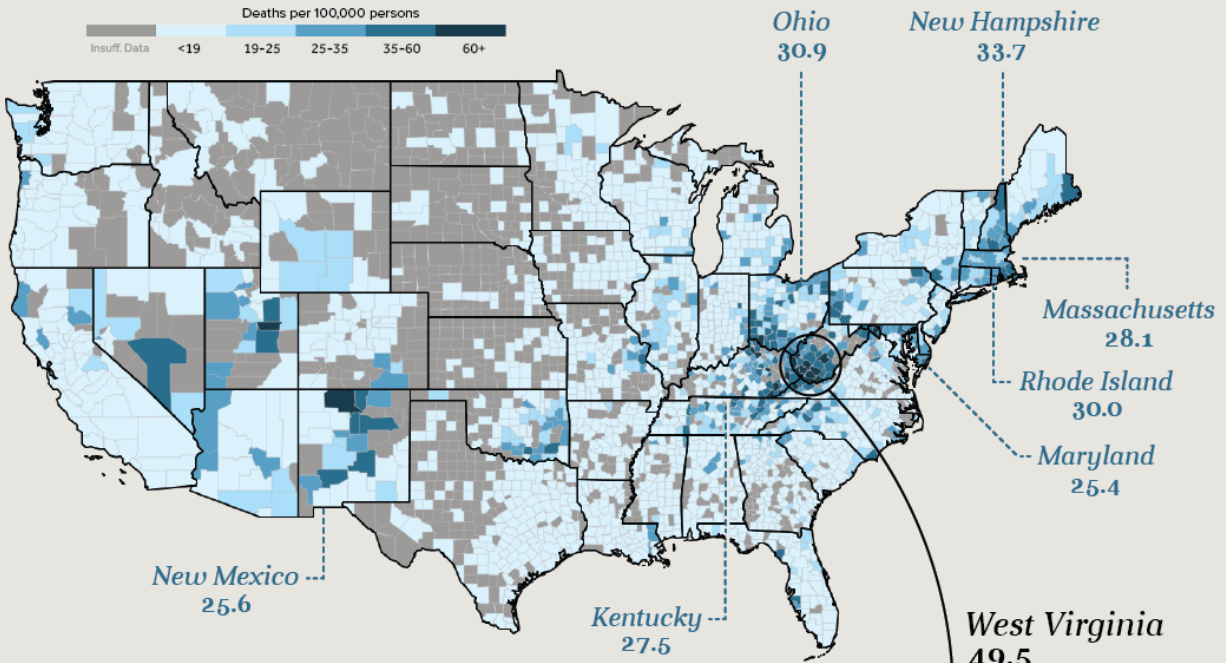 Deaths per 100,000 persons
Insuff. Data <19 19-25 25-35 35-60 60+
Ohio
30.9
New Hampshire
33.7
Massachusetts
28.1
Rhode Island
30.0
Maryland
25.4
New Mexico
25.6
Kentucky
27.5
West Virginia
49.5